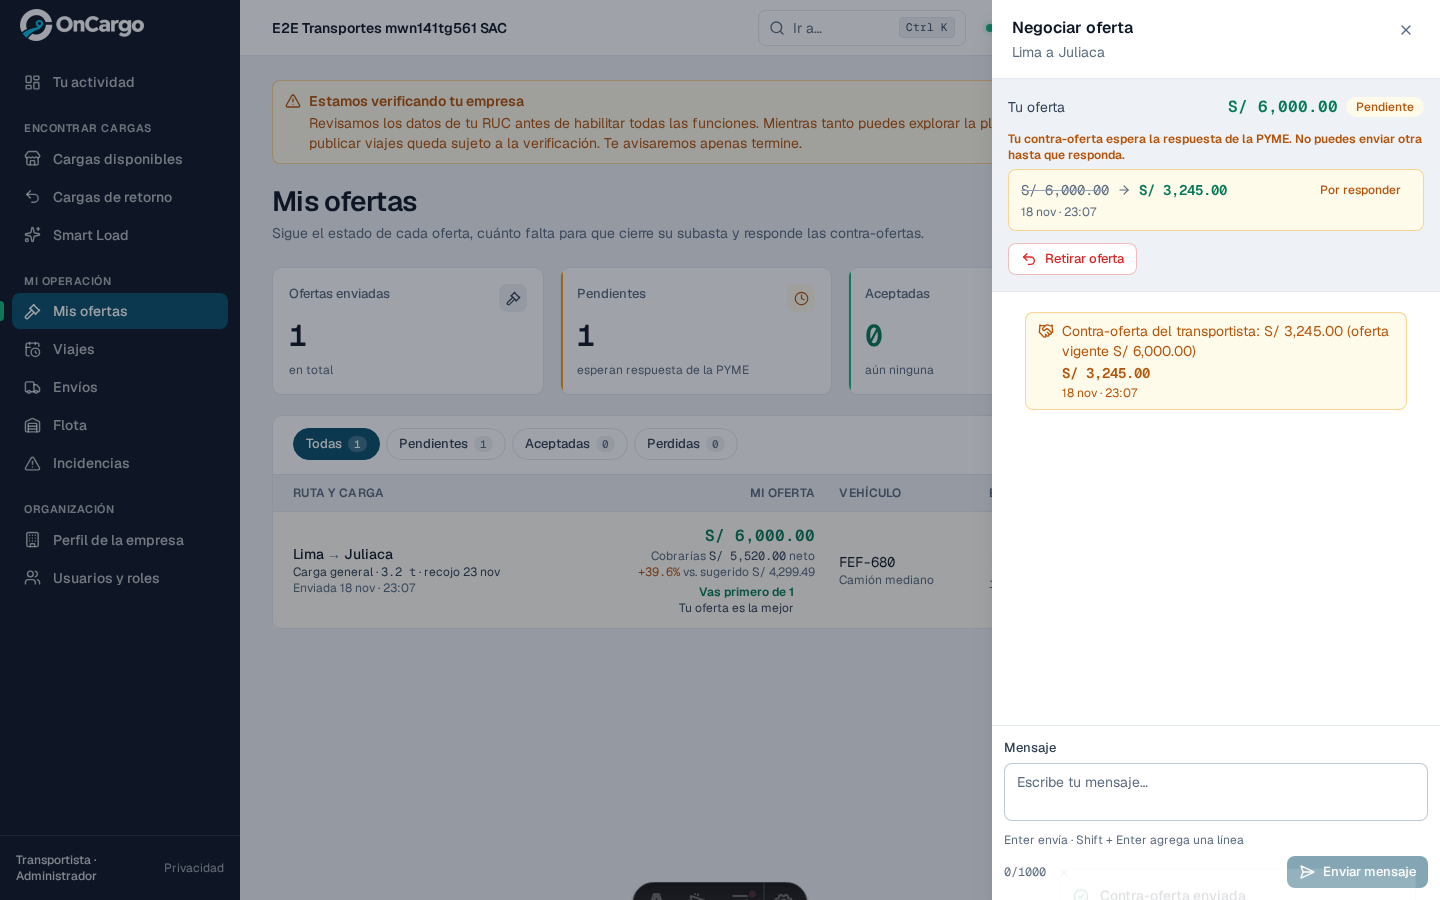 OnCargo
Tu actividad
ENCONTRAR CARGAS
Cargas disponibles
Cargas de retorno
Smart Load
MI OPERACIÓN
Mis ofertas
Viajes
Envíos
Flota
Incidencias
ORGANIZACIÓN
Perfil de la empresa
Usuarios y roles
Transportista ·
Administrador
Privacidad
E2E Transportes mwn141tg561 SAC
Ir a...
Ctrl K
Estamos verificando tu empresa
Revisamos los datos de tu RUC antes de habilitar todas las funciones. Mientras tanto puedes explorar la pl
publicar viajes queda sujeto a la verificación. Te avisaremos apenas termine.
Mis ofertas
Sigue el estado de cada oferta, cuánto falta para que cierre su subasta y responde las contra-ofertas.
Ofertas enviadas
1
en total
Pendientes
1
esperan respuesta de la PYME
Aceptadas
0
aún ninguna
Todas 1
Pendientes 1
Aceptadas 0
Perdidas 0
RUTA Y CARGA
MI OFERTA
VEHÍCULO
Lima → Juliaca
Carga general · 3.2 t · recojo 23 nov
Enviada 18 nov · 23:07
S/ 6,000.00
Cobrarías S/ 5,520.00 neto
+39.6% vs. sugerido S/ 4,299.49
Vas primero de 1
Tu oferta es la mejor
FEF-680
Camión mediano
Negociar oferta
Lima a Juliaca
Tu oferta
S/ 6,000.00
Pendiente
Tu contra-oferta espera la respuesta de la PYME. No puedes enviar otra
hasta que responda.
S/ 6,000.00 → S/ 3,245.00
Por responder
18 nov · 23:07
Retirar oferta
Contra-oferta del transportista: S/ 3,245.00 (oferta
vigente S/ 6,000.00)
S/ 3,245.00
18 nov · 23:07
Mensaje
Escribe tu mensaje...
Enter envía · Shift + Enter agrega una línea
0/1000
Enviar mensaje
Contra-oferta enviada